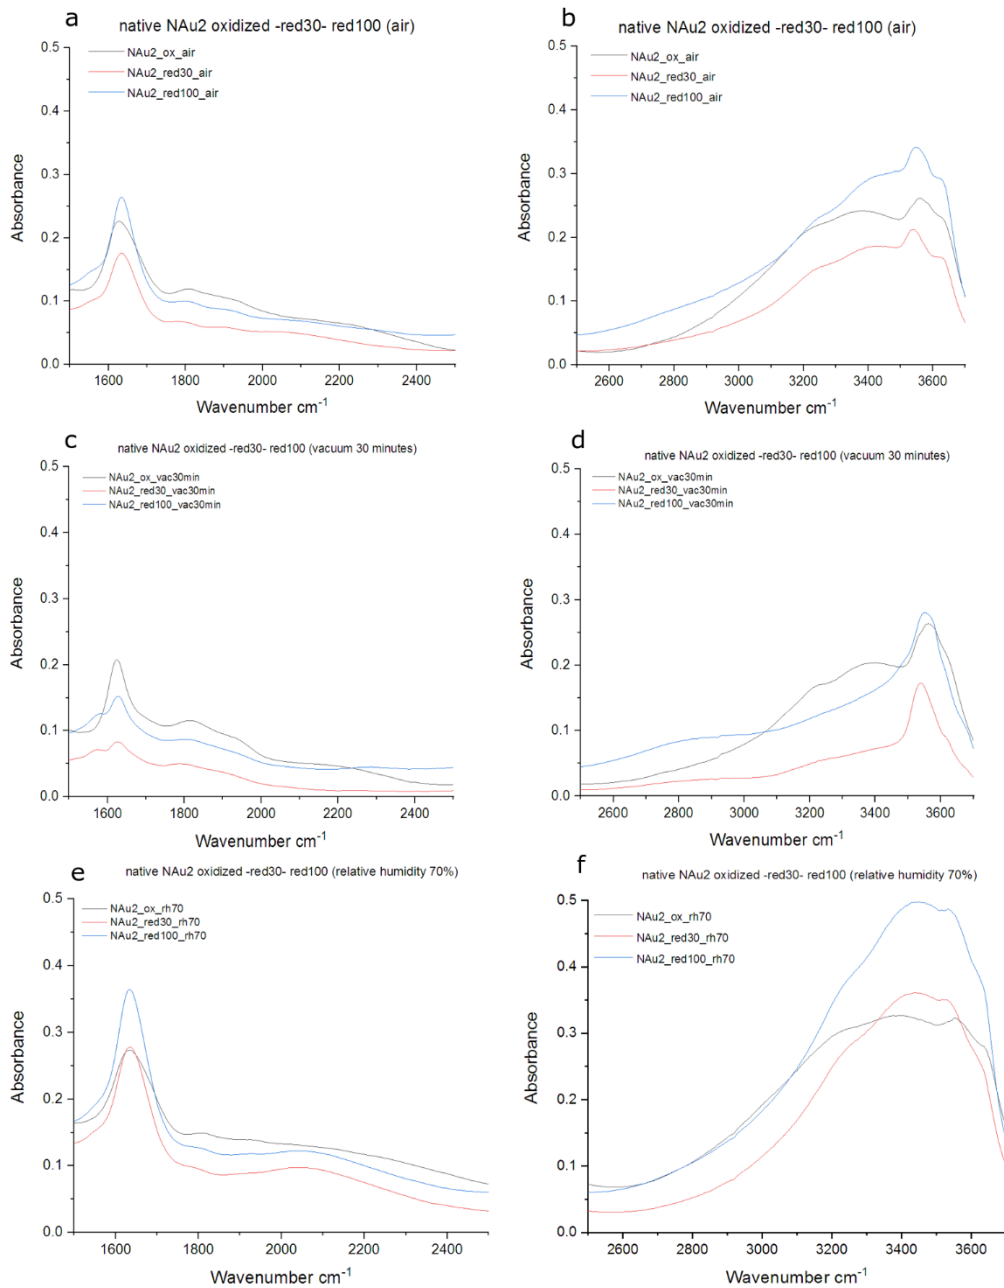 a
native NAu2 oxidized -red30- red100 (air)
NAu2_ox_air
NAu2_red30_air
NAu2_red100_air
0.5
0.4
0.3
0.2
0.1
0.0
Absorbance
1600 1800 2000 2200 2400
Wavenumber cm-1
b
native NAu2 oxidized -red30- red100 (air)
NAu2_ox_air
NAu2_red30_air
NAu2_red100_air
0.5
0.4
0.3
0.2
0.1
0.0
Absorbance
2600 2800 3000 3200 3400 3600
Wavenumber cm-1
c
native NAu2 oxidized -red30- red100 (vacuum 30 minutes)
NAu2_ox_vac30min
NAu2_red30_vac30min
NAu2_red100_vac30min
0.5
0.4
0.3
0.2
0.1
0.0
Absorbance
1600 1800 2000 2200 2400
Wavenumber cm-1
d
native NAu2 oxidized -red30- red100 (vacuum 30 minutes)
NAu2_ox_vac30min
NAu2_red30_vac30min
NAu2_red100_vac30min
0.5
0.4
0.3
0.2
0.1
0.0
Absorbance
2600 2800 3000 3200 3400 3600
Wavenumber cm-1
e
native NAu2 oxidized -red30- red100 (relative humidity 70%)
NAu2_ox_rh70
NAu2_red30_rh70
NAu2_red100_rh70
0.5
0.4
0.3
0.2
0.1
0.0
Absorbance
1600 1800 2000 2200 2400
Wavenumber cm-1
f
native NAu2 oxidized -red30- red100 (relative humidity 70%)
NAu2_ox_rh70
NAu2_red30_rh70
NAu2_red100_rh70
0.5
0.4
0.3
0.2
0.1
0.0
Absorbance
2600 2800 3000 3200 3400 3600
Wavenumber cm-1